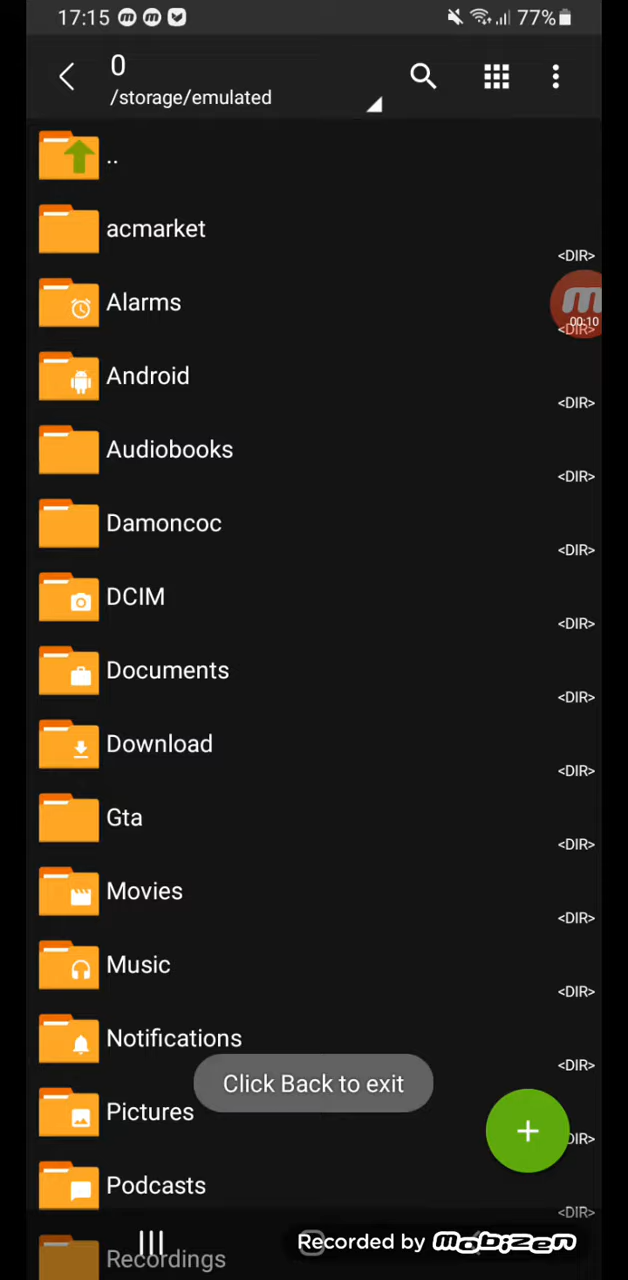 17:15 77%
0
/storage/emulated
..
acmarket
<DIR>
Alarms
00:10
<DIR>
Android
<DIR>
Audiobooks
<DIR>
Damoncoc
<DIR>
DCIM
<DIR>
Documents
<DIR>
Download
<DIR>
Gta
<DIR>
Movies
<DIR>
Music
<DIR>
Notifications
<DIR>
Click Back to exit
Pictures
+
DIR>
Podcasts
<DIR>
Recorded by mobizen
Recordings